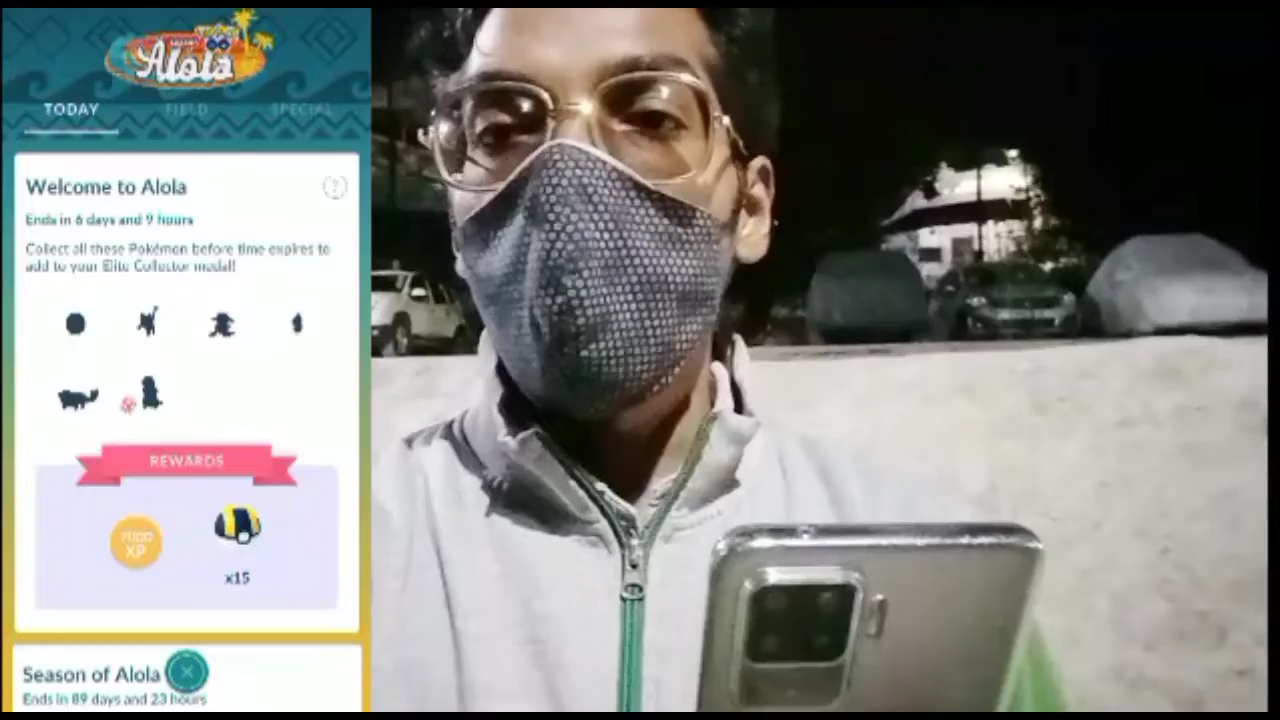 Alola
TODAY
FIELD
SPECIAL
Welcome to Alola
?
Ends in 6 days and 9 hours
Collect all these Pokémon before time expires to
add to your Elite Collector medal!
REWARDS
7000
XP
x15
Season of Alola
Ends in 89 days and 23 hours